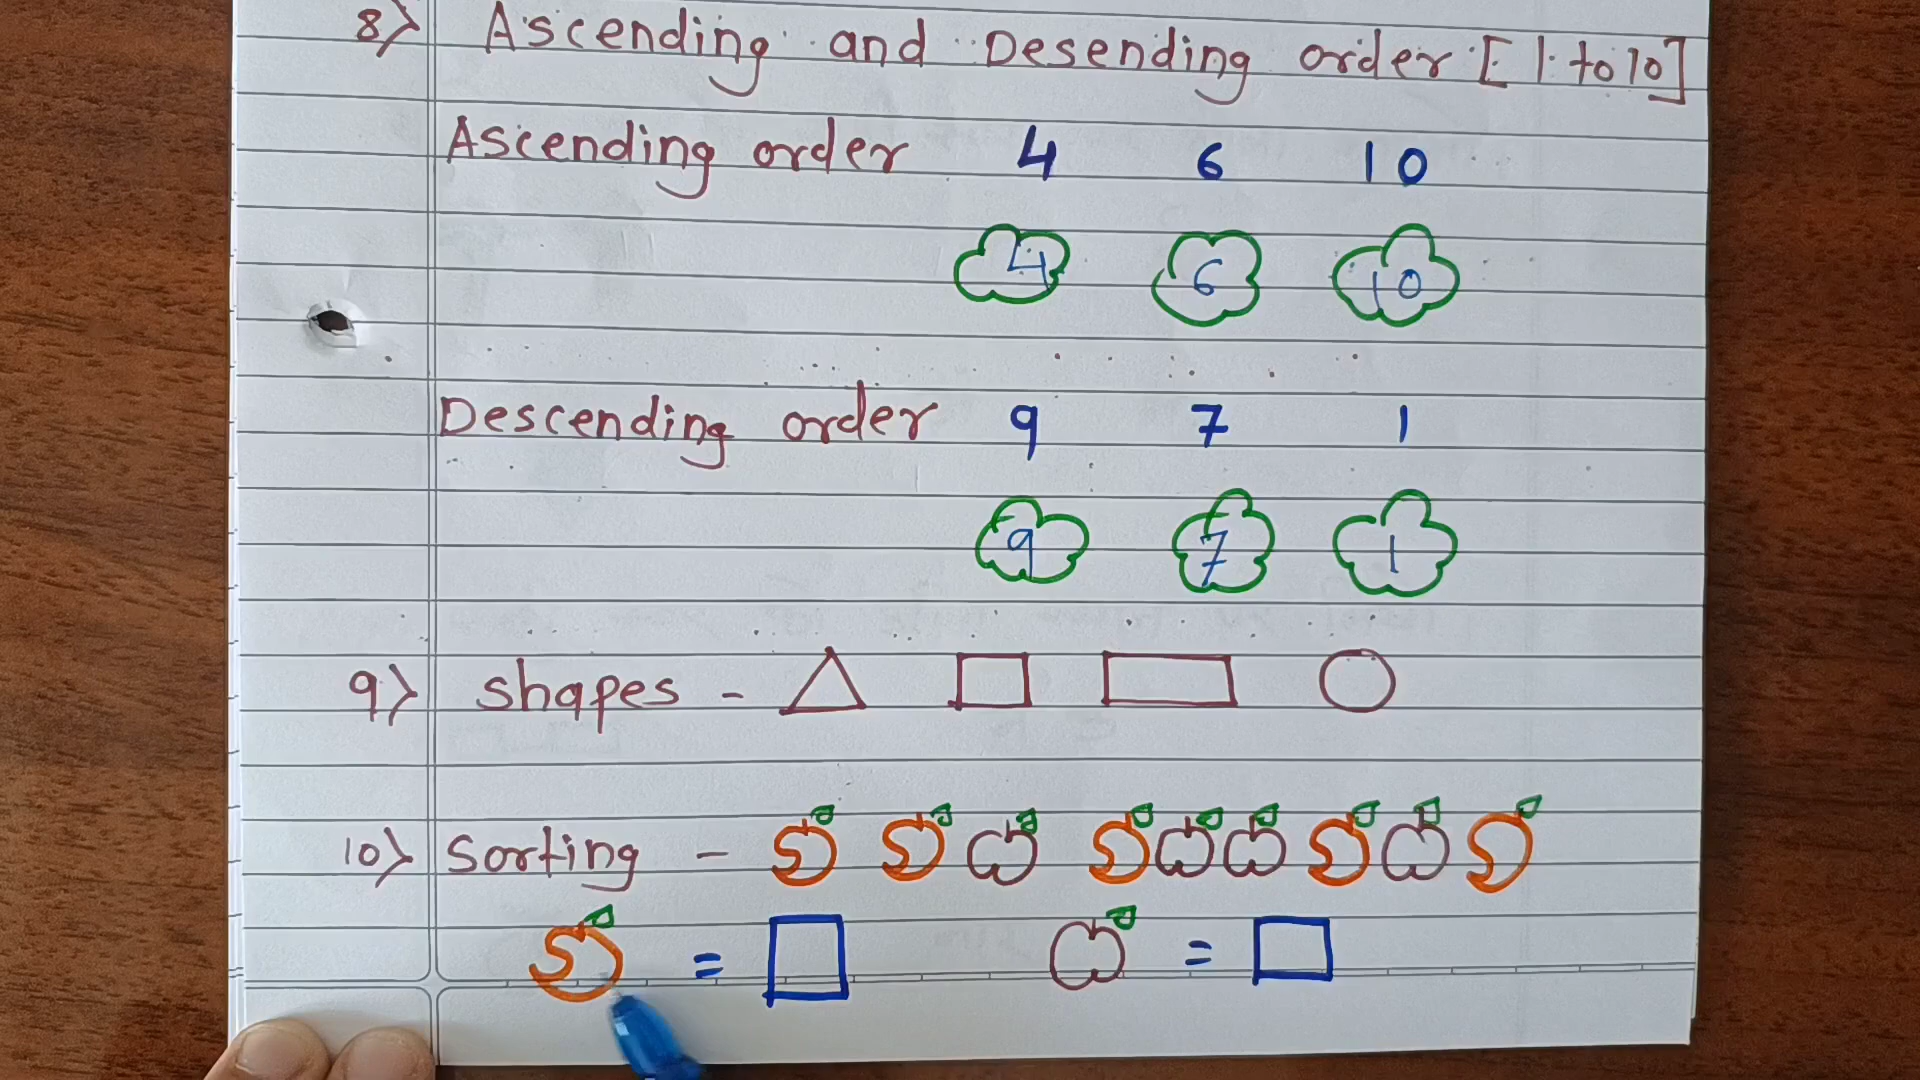 8) Ascending and Desending order [1 to 10]
Ascending order 4 6 10
4 6 10
Descending order 9 7 1
9 7 1
9) shapes -
10) Sorting -
= =